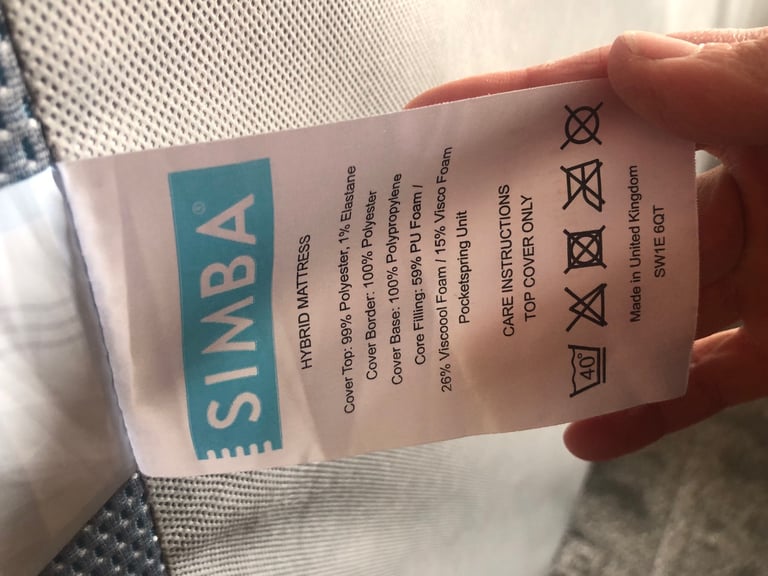 SIMBA®
HYBRID MATTRESS
Cover Top: 99% Polyester, 1% Elastane
Cover Border: 100% Polyester
Cover Base: 100% Polypropylene
Core Filling: 59% PU Foam /
26% Viscoool Foam / 15% Visco Foam
Pocketspring Unit
CARE INSTRUCTIONS
TOP COVER ONLY
40°
Made in United Kingdom
SW1E 6QT